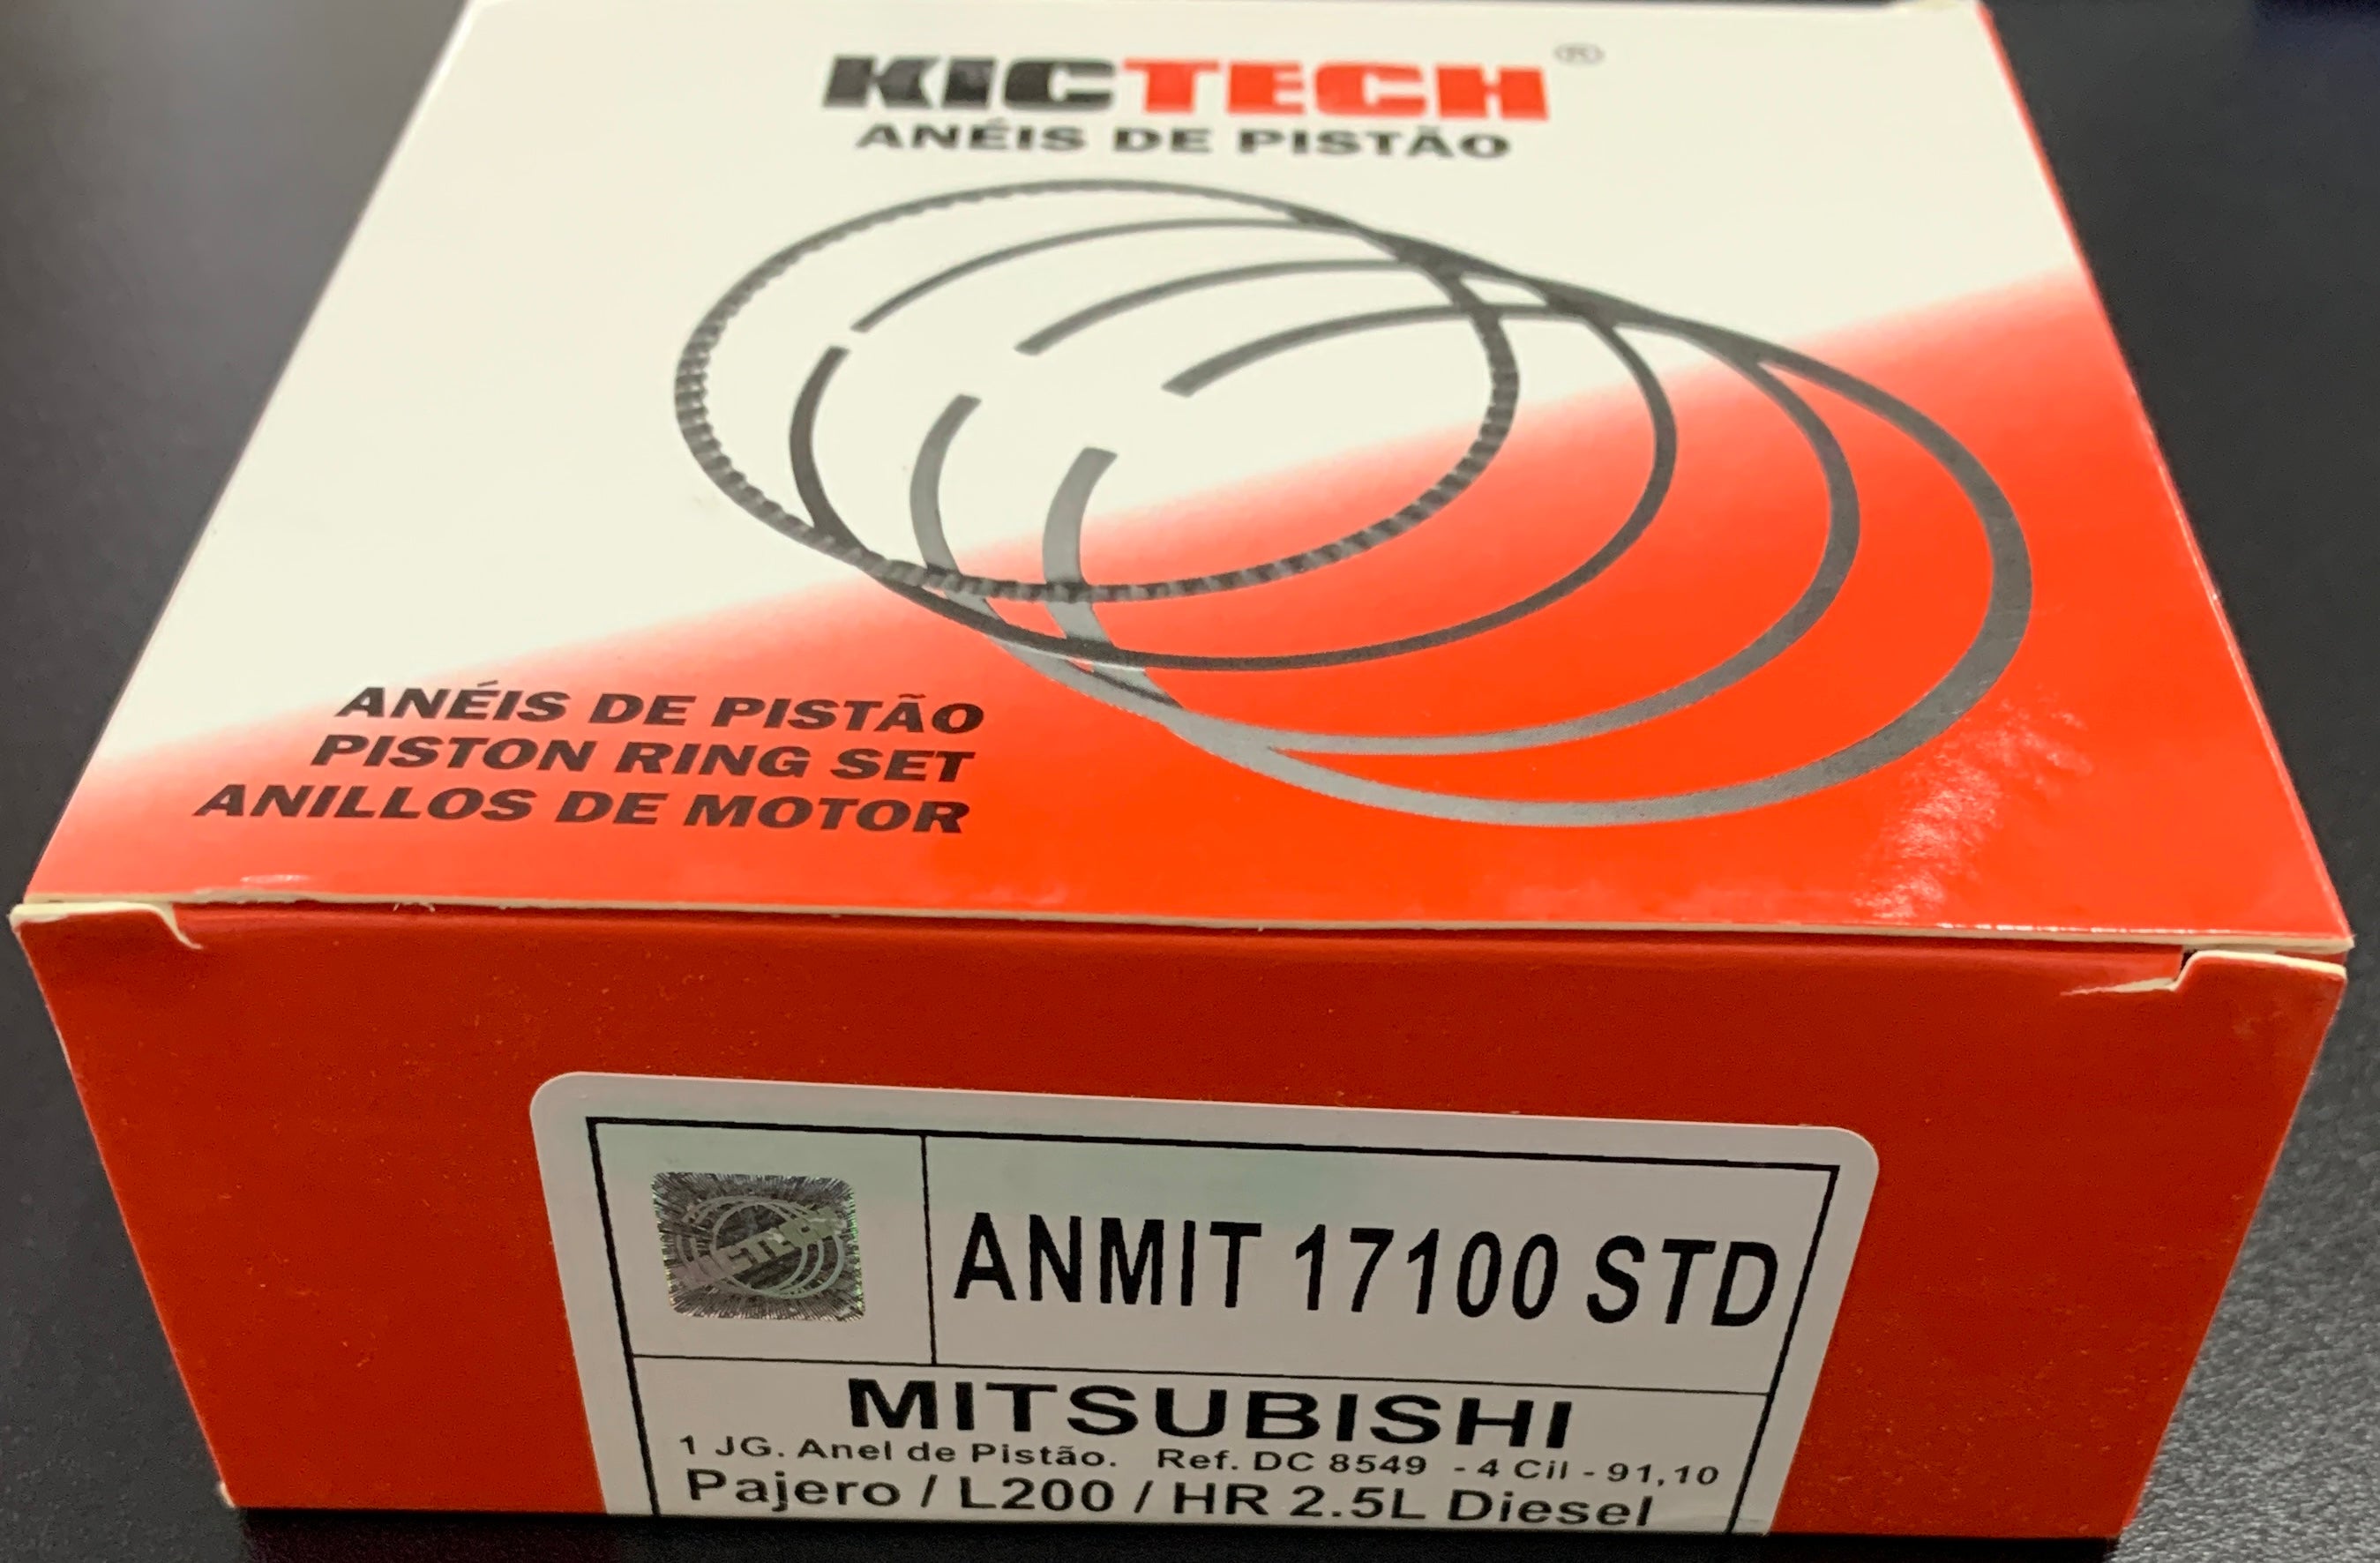 KICTECH®
ANÉIS DE PISTÃO
ANÉIS DE PISTÃO
PISTON RING SET
ANILLOS DE MOTOR
KICTECH
ANMIT 17100 STD
MITSUBISHI
1 JG. Anel de Pistão. Ref. DC 8549 - 4 Cil - 91,10
Pajero / L200 / HR 2.5L Diesel